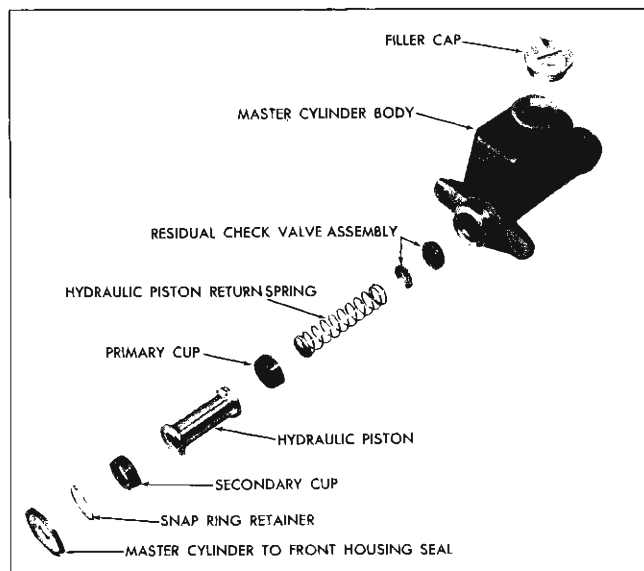 FILLER CAP
MASTER CYLINDER BODY
RESIDUAL CHECK VALVE ASSEMBLY
HYDRAULIC PISTON RETURN SPRING
PRIMARY CUP
HYDRAULIC PISTON
SECONDARY CUP
SNAP RING RETAINER
MASTER CYLINDER TO FRONT HOUSING SEAL